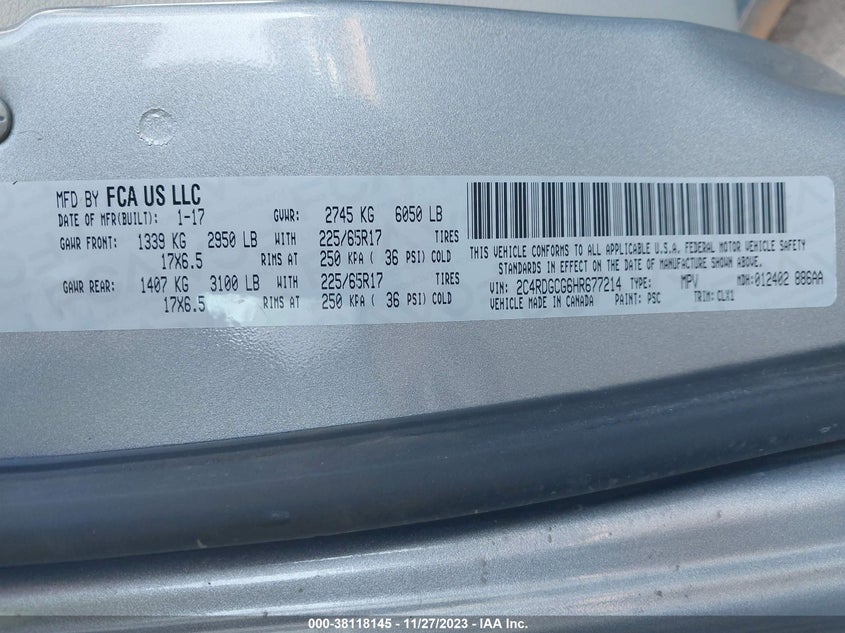 MFD BY FCA US LLC
DATE OF MFR(BUILT): 1-17 GVWR: 2745 KG 6050 LB
GAWR FRONT: 1339 KG 2950 LB WITH 225/65R17 TIRES
17X6.5 RIMS AT 250 KPA ( 36 PSI) COLD
GAWR REAR: 1407 KG 3100 LB WITH 225/65R17 TIRES
17X6.5 RIMS AT 250 KPA ( 36 PSI) COLD
THIS VEHICLE CONFORMS TO ALL APPLICABLE U.S.A. FEDERAL MOTOR VEHICLE SAFETY
STANDARDS IN EFFECT ON THE DATE OF MANUFACTURE SHOWN ABOVE.
VIN: 2C4RDGCG6HR677214 TYPE: MPV MDH:012402 886AA
VEHICLE MADE IN CANADA PAINT: PSC TRIM: CLX1
000-38118145 - 11/27/2023 - IAA Inc.